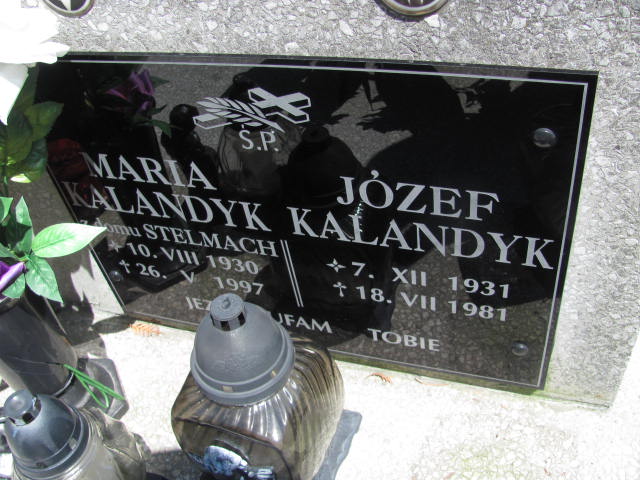 Ś.P.
MARIA
KALANDYK
domu STELMACH
10. VIII 1930
26. V 1997
JÓZEF
KALANDYK
7. XII 1931
18. VII 1981
UFAM TOBIE